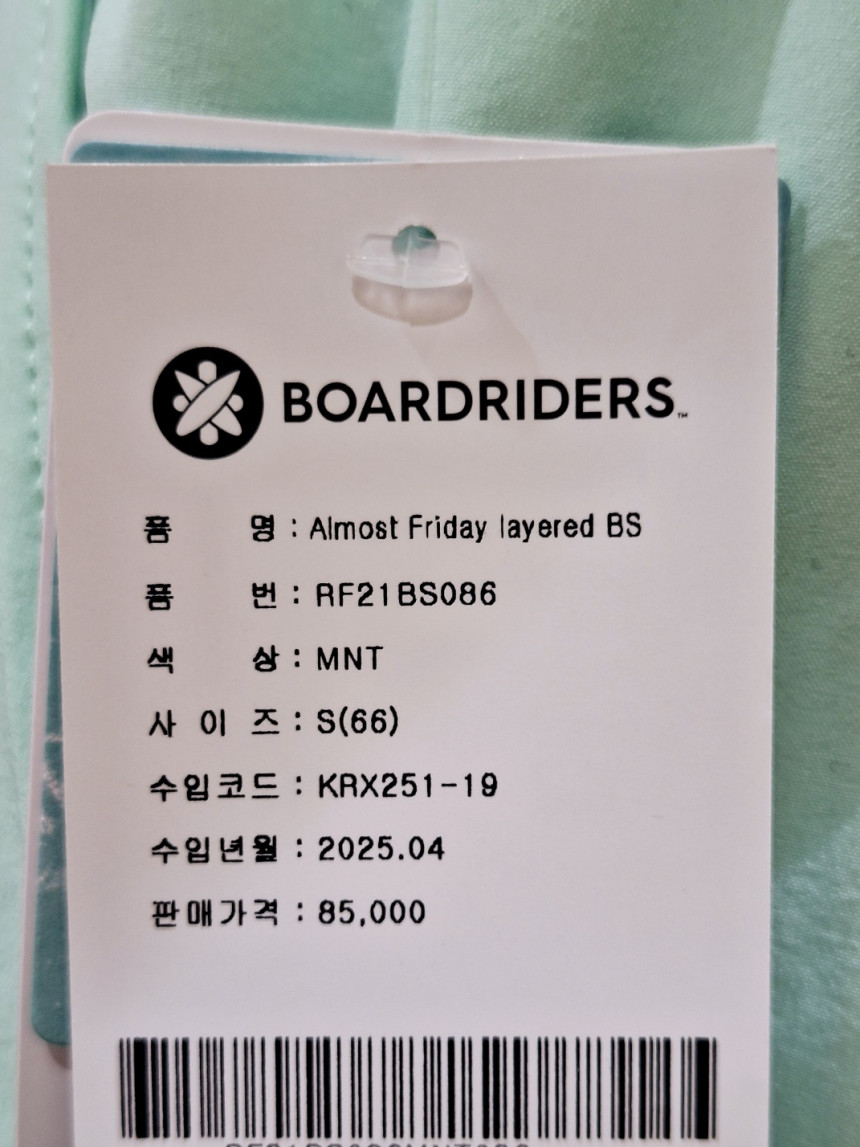 BOARDRIDERS™
품 명 : Almost Friday layered BS
품 번 : RF21BS086
색 상 : MNT
사 이 즈 : S(66)
수입코드 : KRX251-19
수입년월 : 2025.04
판매가격 : 85,000